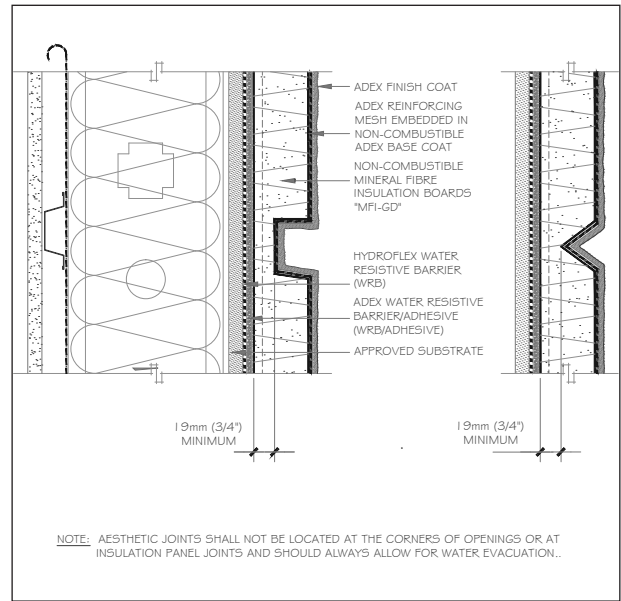 ADEX FINISH COAT
ADEX REINFORCING
MESH EMBEDDED IN
NON-COMBUSTIBLE
ADEX BASE COAT
NON-COMBUSTIBLE
MINERAL FIBRE
INSULATION BOARDS
"MFI-GD"
HYDROFLEX WATER
RESISTIVE BARRIER
(WRB)
ADEX WATER RESISTIVE
BARRIER/ADHESIVE
(WRB/ADHESIVE)
APPROVED SUBSTRATE
19mm (3/4")
MINIMUM
19mm (3/4")
MINIMUM
NOTE: AESTHETIC JOINTS SHALL NOT BE LOCATED AT THE CORNERS OF OPENINGS OR AT
INSULATION PANEL JOINTS AND SHOULD ALWAYS ALLOW FOR WATER EVACUATION..